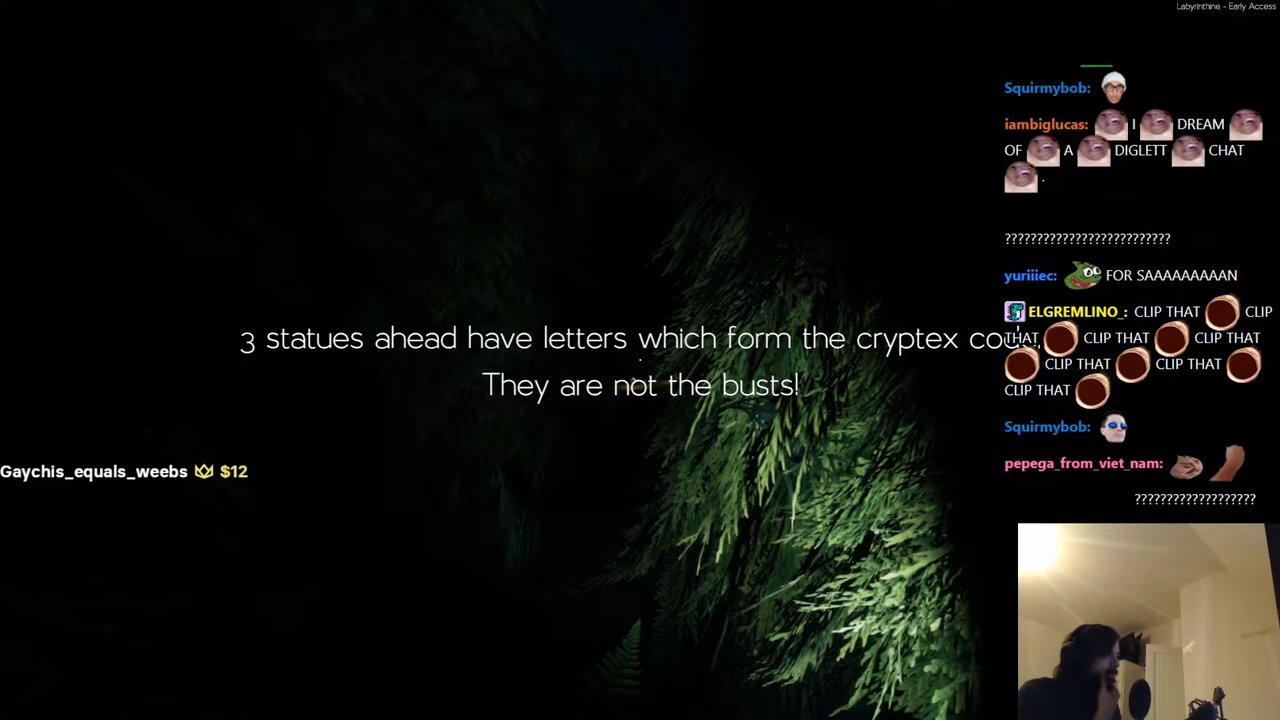 Labyrinthine - Early Access
Squirmybob:
iambiglucas: I DREAM
OF A DIGLETT CHAT
.
??????????????????????????
yuriiiec: FOR SAAAAAAAAAN
ELGREMLINO_: CLIP THAT CLIP
THAT CLIP THAT CLIP THAT
CLIP THAT CLIP THAT
CLIP THAT
Squirmybob:
pepega_from_viet_nam:
???????????????????
3 statues ahead have letters which form the cryptex
They are not the busts!
Gaychis_equals_weebs $12